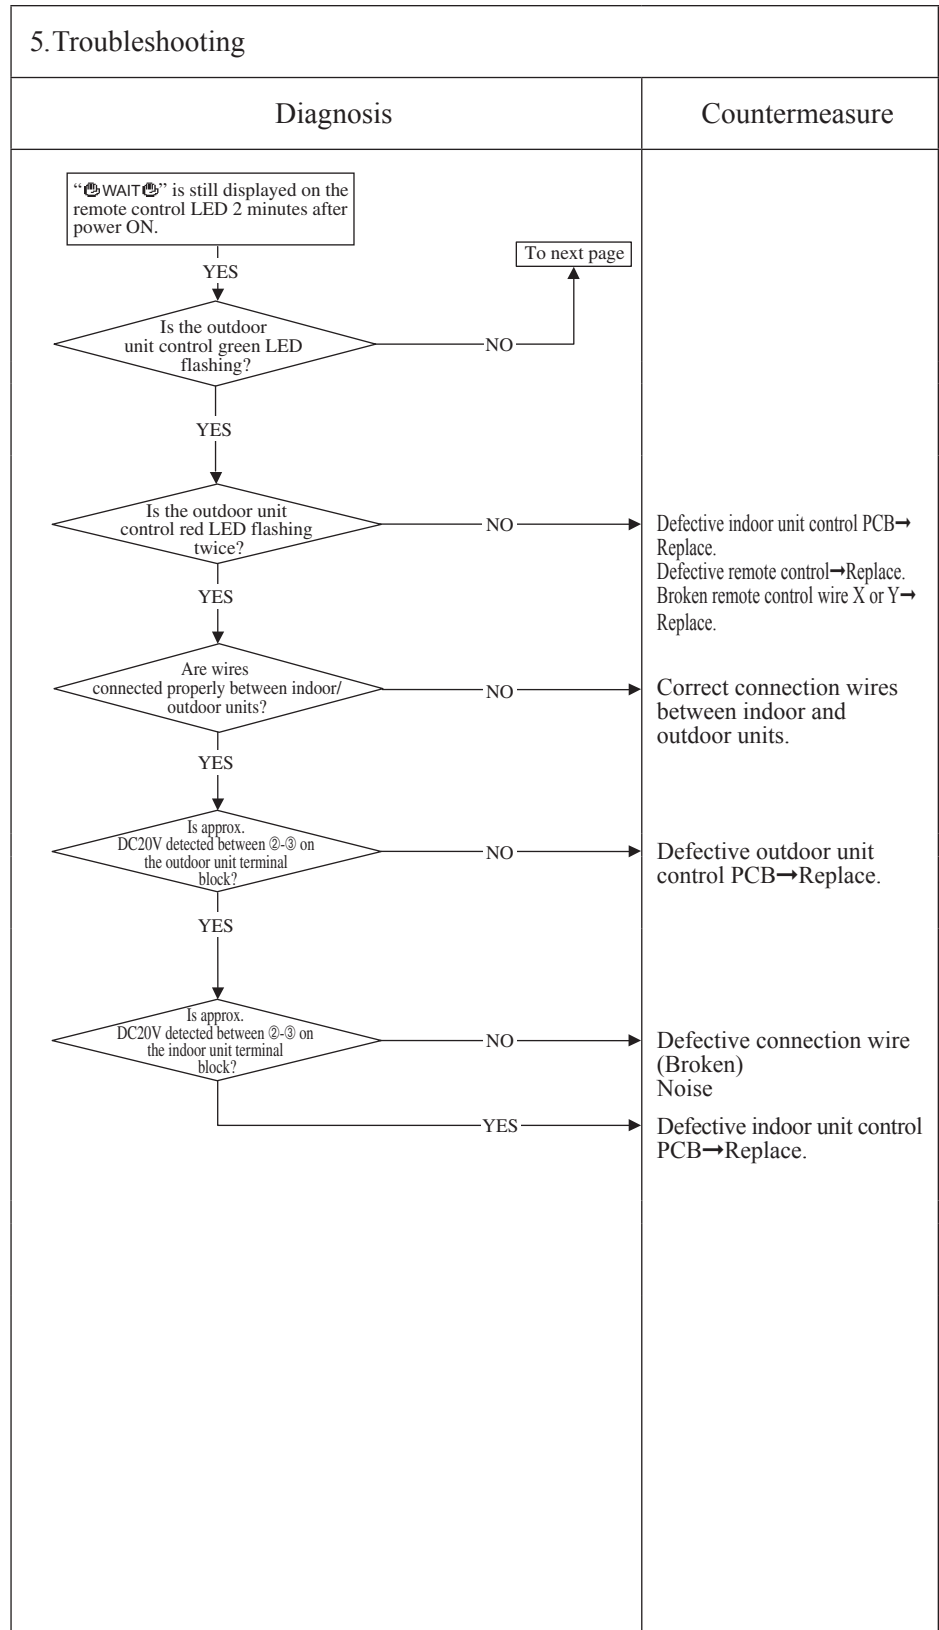 5.Troubleshooting
Diagnosis
Countermeasure
“WAIT” is still displayed on the
remote control LED 2 minutes after
power ON.
To next page
YES
Is the outdoor
unit control green LED
flashing?
NO
YES
Is the outdoor unit
control red LED flashing
twice?
NO
Defective indoor unit control PCB→
Replace.
Defective remote control→Replace.
Broken remote control wire X or Y→
Replace.
YES
Are wires
connected properly between indoor/
outdoor units?
NO
Correct connection wires
between indoor and
outdoor units.
YES
Is approx.
DC20V detected between ②-③ on
the outdoor unit terminal
block?
NO
Defective outdoor unit
control PCB→Replace.
YES
Is approx.
DC20V detected between ②-③ on
the indoor unit terminal
block?
NO
Defective connection wire
(Broken)
Noise
YES
Defective indoor unit control
PCB→Replace.